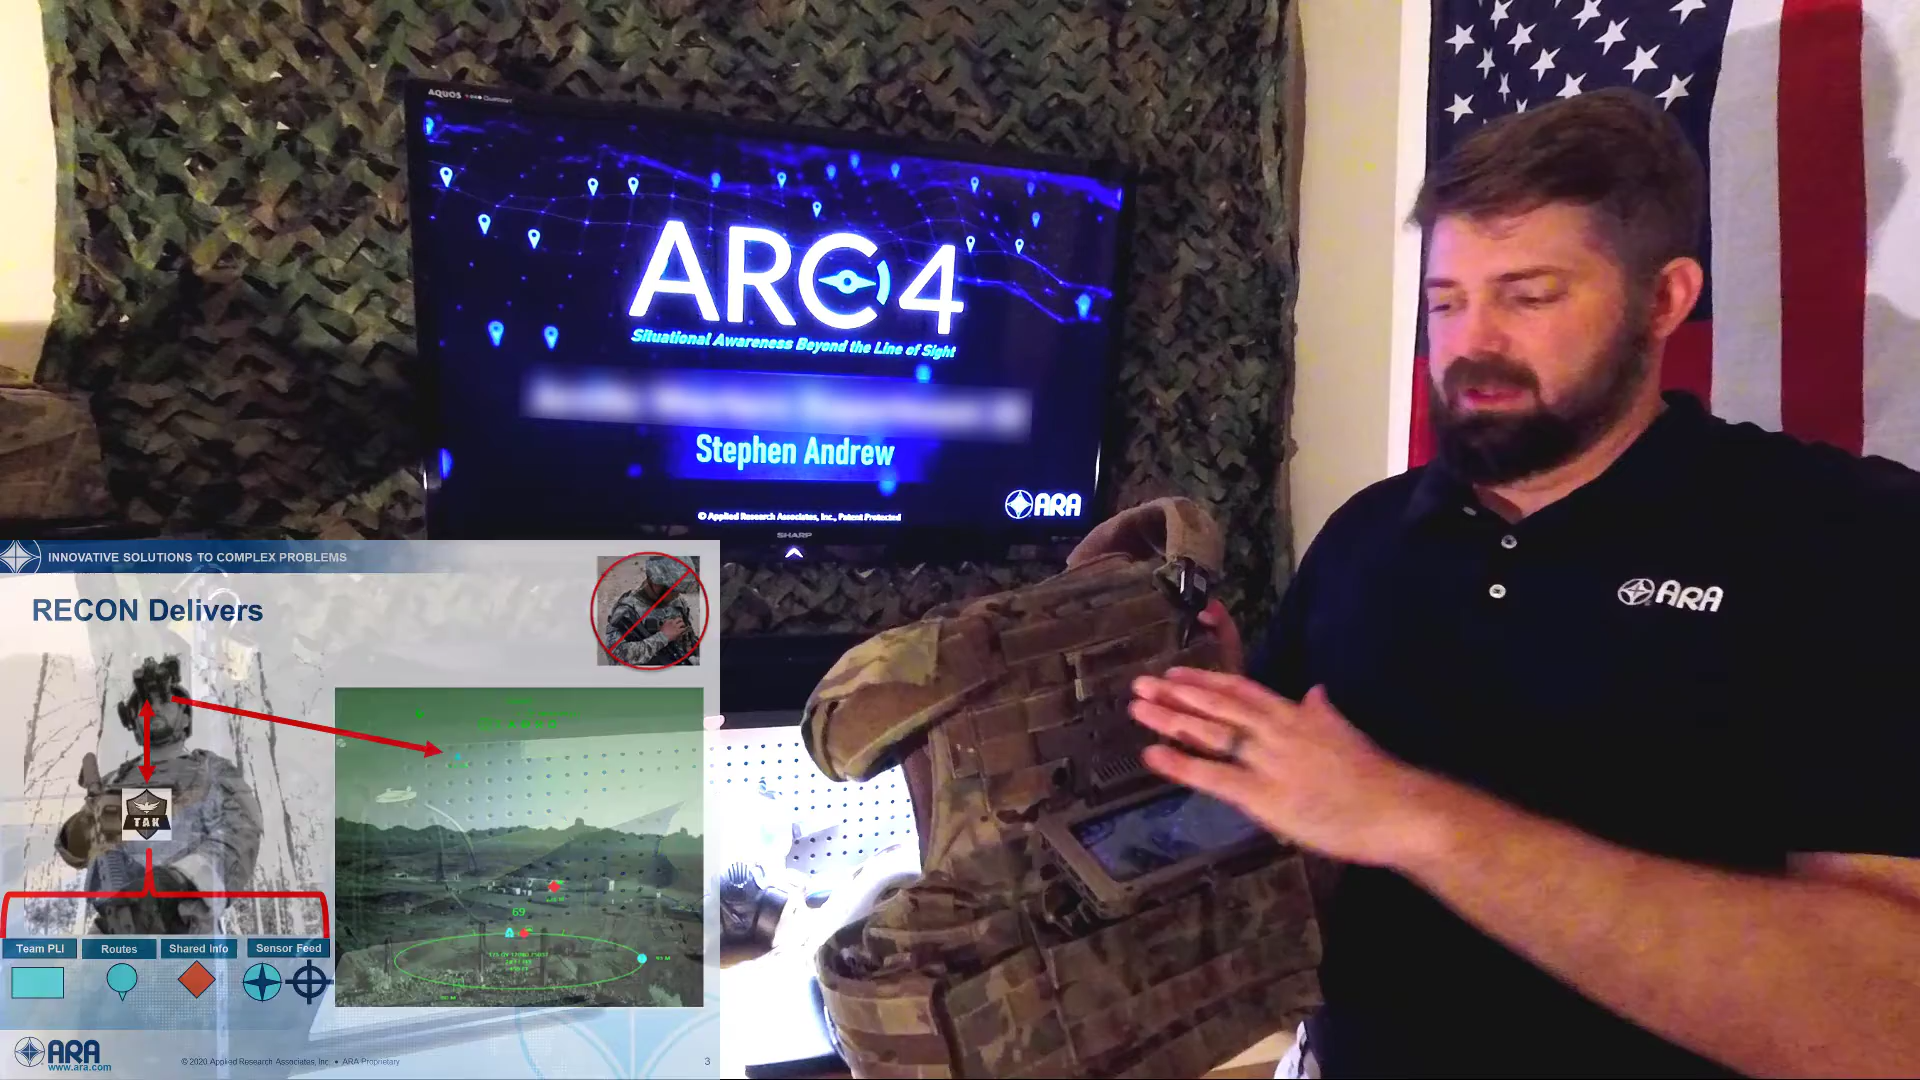 AQUOS
ARC4
Situational Awareness Beyond the Line of Sight
Stephen Andrew
© Applied Research Associates, Inc., Patent Protected
ARA
SHARP
ARA
INNOVATIVE SOLUTIONS TO COMPLEX PROBLEMS
RECON Delivers
TAK
69
Team PLI
Routes
Shared Info
Sensor Feed
ARA
www.ara.com
© 2020 Applied Research Associates, Inc. • ARA Proprietary
3